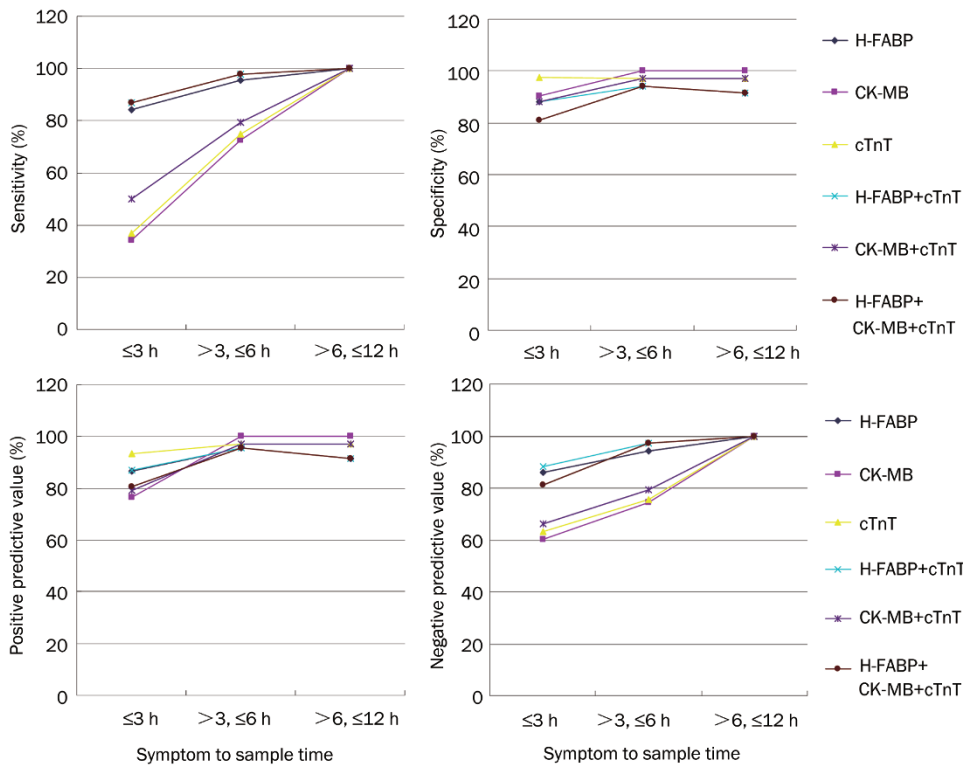 120
100
80
60
40
20
0
Sensitivity (%)
≤3 h
>3, ≤6 h
>6, ≤12 h
120
100
80
60
40
20
0
Specificity (%)
≤3 h
>3, ≤6 h
>6, ≤12 h
H-FABP
CK-MB
cTnT
H-FABP+cTnT
CK-MB+cTnT
H-FABP+
CK-MB+cTnT
120
100
80
60
40
20
0
Positive predictive value (%)
≤3 h
>3, ≤6 h
>6, ≤12 h
Symptom to sample time
120
100
80
60
40
20
0
Negative predictive value (%)
≤3 h
>3, ≤6 h
>6, ≤12 h
Symptom to sample time
H-FABP
CK-MB
cTnT
H-FABP+cTnT
CK-MB+cTnT
H-FABP+
CK-MB+cTnT